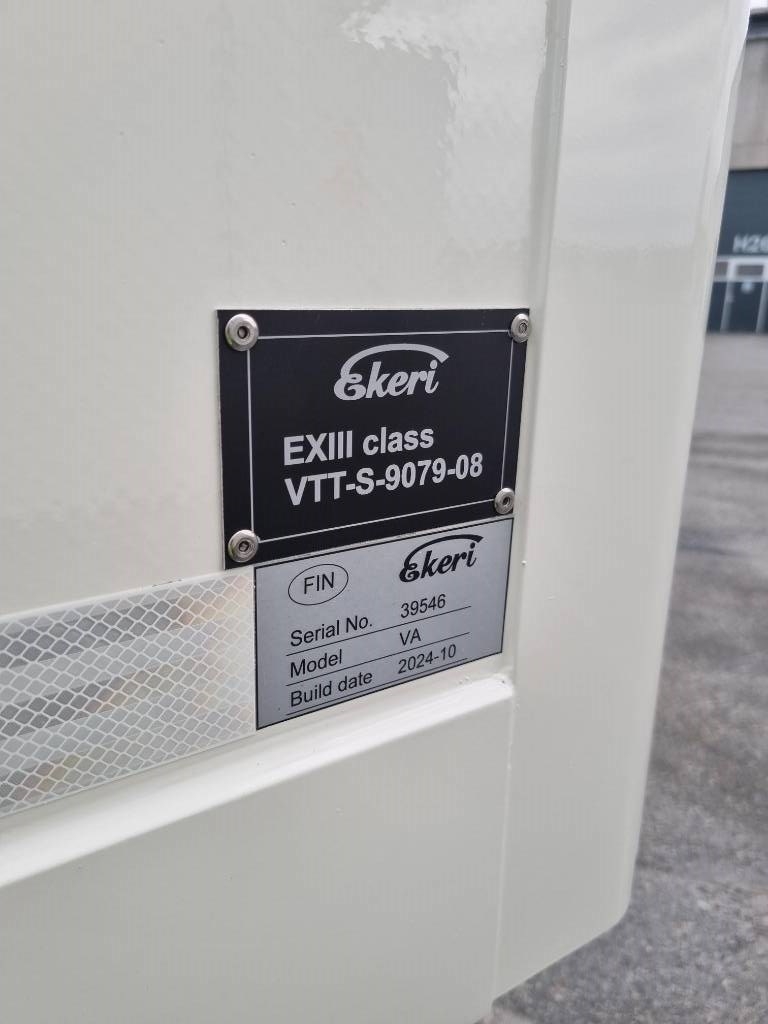 Ekeri
EXIII class
VTT-S-9079-08
FIN Ekeri
Serial No. 39546
Model VA
Build date 2024-10